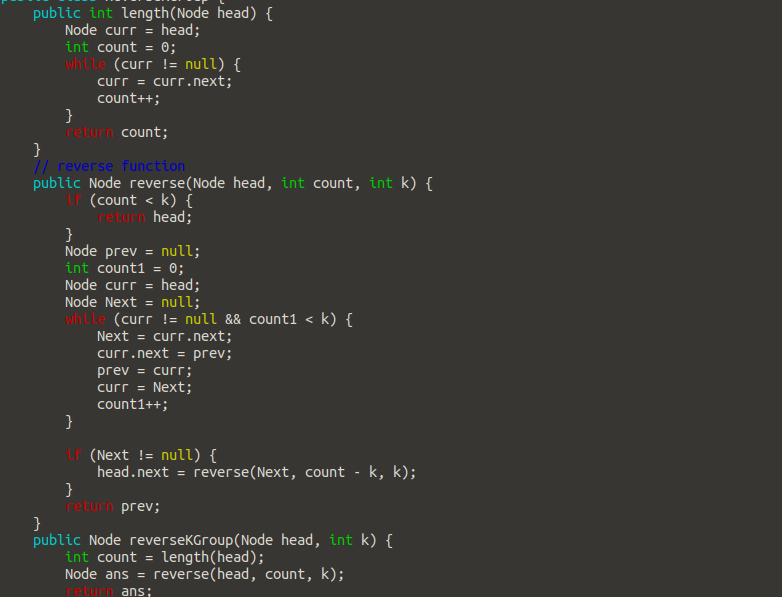 public int length(Node head) {
        Node curr = head;
        int count = 0;
        while (curr != null) {
            curr = curr.next;
            count++;
        }
        return count;
    }
    // reverse function
    public Node reverse(Node head, int count, int k) {
        if (count < k) {
            return head;
        }
        Node prev = null;
        int count1 = 0;
        Node curr = head;
        Node Next = null;
        while (curr != null && count1 < k) {
            Next = curr.next;
            curr.next = prev;
            prev = curr;
            curr = Next;
            count1++;
        }

        if (Next != null) {
            head.next = reverse(Next, count - k, k);
        }
        return prev;
    }
    public Node reverseKGroup(Node head, int k) {
        int count = length(head);
        Node ans = reverse(head, count, k);
        return ans;